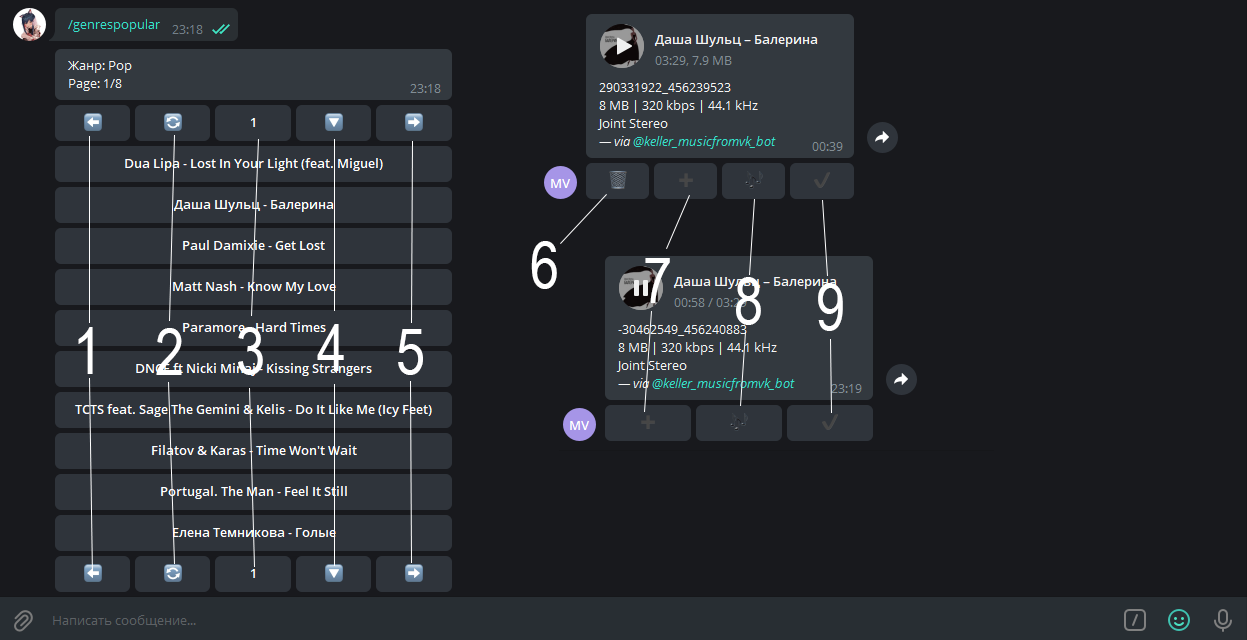 /genrespopular 23:18
Жанр: Pop
Page: 1/8
23:18
1
Dua Lipa - Lost In Your Light (feat. Miguel)
Даша Шульц - Балерина
Paul Damixie - Get Lost
Matt Nash - Know My Love
Paramore - Hard Times
1 2 3 4 5
DNCE ft Nicki Minaj - Kissing Strangers
TCTS feat. Sage The Gemini & Kelis - Do It Like Me (Icy Feet)
Filatov & Karas - Time Won't Wait
Portugal. The Man - Feel It Still
Елена Темникова - Голые
1
Даша Шульц – Балерина
03:29, 7.9 MB
290331922_456239523
8 MB | 320 kbps | 44.1 kHz
Joint Stereo
— via @keller_musicfromvk_bot
00:39
MV
6 7 8 9
Даша Шульц – Балерина
00:58 / 03:29
-30462549_456240883
8 MB | 320 kbps | 44.1 kHz
Joint Stereo
— via @keller_musicfromvk_bot
23:19
MV
Написать сообщение...